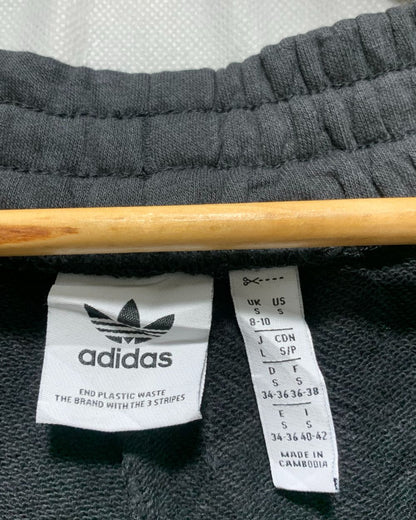 adidas
END PLASTIC WASTE
THE BRAND WITH THE 3 STRIPES
UK US
S S
8-10
J CDN
L S/P
D F
S S
34-36 36-38
E I
S S
34-36 40-42
MADE IN
CAMBODIA